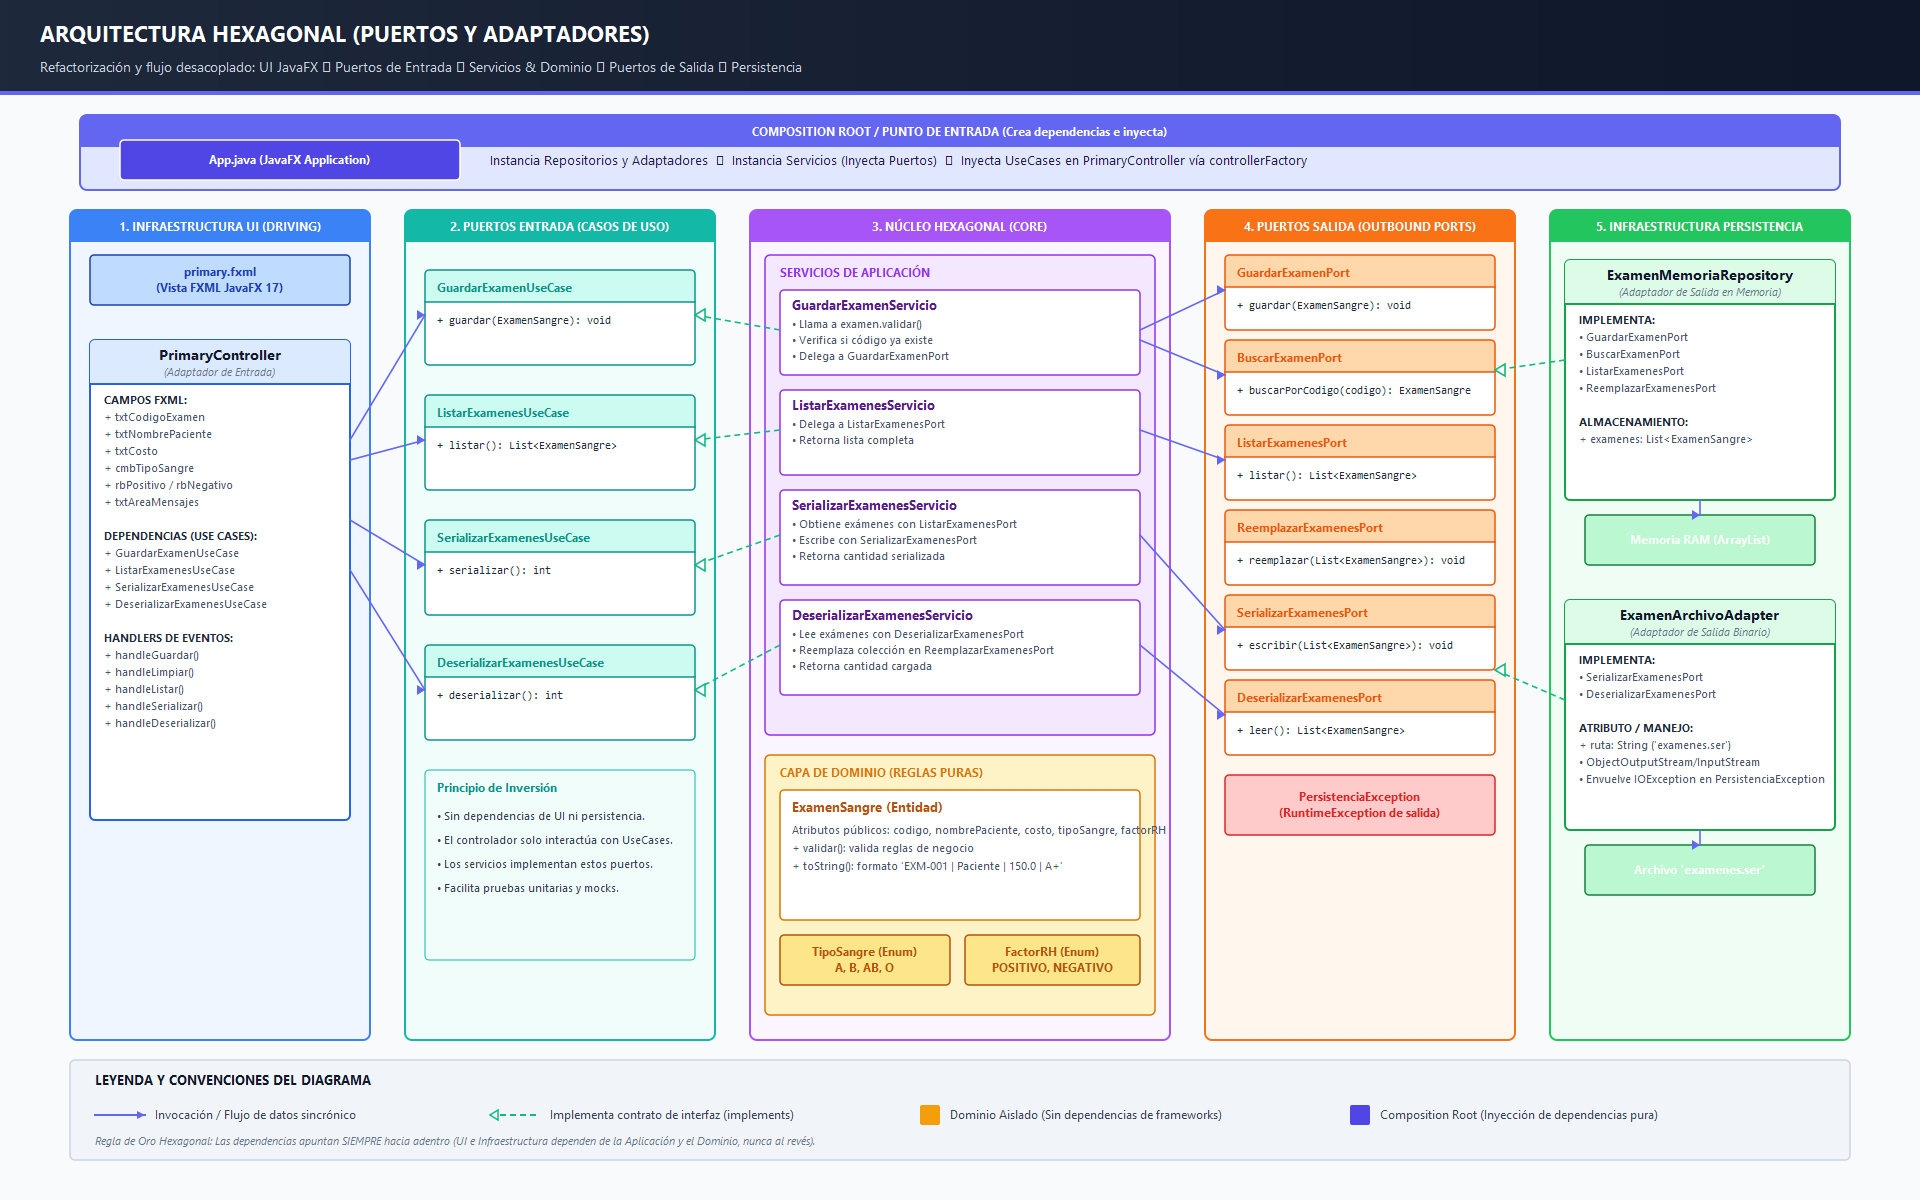 ARQUITECTURA HEXAGONAL (PUERTOS Y ADAPTADORES)
Refactorización y flujo desacoplado: UI JavaFX ▯ Puertos de Entrada ▯ Servicios & Dominio ▯ Puertos de Salida ▯ Persistencia
COMPOSITION ROOT / PUNTO DE ENTRADA (Crea dependencias e inyecta)
App.java (JavaFX Application)
Instancia Repositorios y Adaptadores ▯ Instancia Servicios (Inyecta Puertos) ▯ Inyecta UseCases en PrimaryController vía controllerFactory
1. INFRAESTRUCTURA UI (DRIVING)
primary.fxml
(Vista FXML JavaFX 17)
PrimaryController
(Adaptador de Entrada)
CAMPOS FXML:
+ txtCodigoExamen
+ txtNombrePaciente
+ txtCosto
+ cmbTipoSangre
+ rbPositivo / rbNegativo
+ txtAreaMensajes
DEPENDENCIAS (USE CASES):
+ GuardarExamenUseCase
+ ListarExamenesUseCase
+ SerializarExamenesUseCase
+ DeserializarExamenesUseCase
HANDLERS DE EVENTOS:
+ handleGuardar()
+ handleLimpiar()
+ handleListar()
+ handleSerializar()
+ handleDeserializar()
2. PUERTOS ENTRADA (CASOS DE USO)
GuardarExamenUseCase
+ guardar(ExamenSangre): void
ListarExamenesUseCase
+ listar(): List<ExamenSangre>
SerializarExamenesUseCase
+ serializar(): int
DeserializarExamenesUseCase
+ deserializar(): int
Principio de Inversión
• Sin dependencias de UI ni persistencia.
• El controlador solo interactúa con UseCases.
• Los servicios implementan estos puertos.
• Facilita pruebas unitarias y mocks.
3. NÚCLEO HEXAGONAL (CORE)
SERVICIOS DE APLICACIÓN
GuardarExamenServicio
• Llama a examen.validar()
• Verifica si código ya existe
• Delega a GuardarExamenPort
ListarExamenesServicio
• Delega a ListarExamenesPort
• Retorna lista completa
SerializarExamenesServicio
• Obtiene exámenes con ListarExamenesPort
• Escribe con SerializarExamenesPort
• Retorna cantidad serializada
DeserializarExamenesServicio
• Lee exámenes con DeserializarExamenesPort
• Reemplaza colección en ReemplazarExamenesPort
• Retorna cantidad cargada
CAPA DE DOMINIO (REGLAS PURAS)
ExamenSangre (Entidad)
Atributos públicos: codigo, nombrePaciente, costo, tipoSangre, factorRH
+ validar(): valida reglas de negocio
+ toString(): formato 'EXM-001 | Paciente | 150.0 | A+'
TipoSangre (Enum)
A, B, AB, O
FactorRH (Enum)
POSITIVO, NEGATIVO
4. PUERTOS SALIDA (OUTBOUND PORTS)
GuardarExamenPort
+ guardar(ExamenSangre): void
BuscarExamenPort
+ buscarPorCodigo(codigo): ExamenSangre
ListarExamenesPort
+ listar(): List<ExamenSangre>
ReemplazarExamenesPort
+ reemplazar(List<ExamenSangre>): void
SerializarExamenesPort
+ escribir(List<ExamenSangre>): void
DeserializarExamenesPort
+ leer(): List<ExamenSangre>
PersistenciaException
(RuntimeException de salida)
5. INFRAESTRUCTURA PERSISTENCIA
ExamenMemoriaRepository
(Adaptador de Salida en Memoria)
IMPLEMENTA:
• GuardarExamenPort
• BuscarExamenPort
• ListarExamenesPort
• ReemplazarExamenesPort
ALMACENAMIENTO:
+ examenes: List<ExamenSangre>
Memoria RAM (ArrayList)
ExamenArchivoAdapter
(Adaptador de Salida Binario)
IMPLEMENTA:
• SerializarExamenesPort
• DeserializarExamenesPort
ATRIBUTO / MANEJO:
+ ruta: String ('examenes.ser')
• ObjectOutputStream/InputStream
• Envuelve IOException en PersistenciaException
Archivo 'examenes.ser'
LEYENDA Y CONVENCIONES DEL DIAGRAMA
Invocación / Flujo de datos sincrónico
Implementa contrato de interfaz (implements)
Dominio Aislado (Sin dependencias de frameworks)
Composition Root (Inyección de dependencias pura)
Regla de Oro Hexagonal: Las dependencias apuntan SIEMPRE hacia adentro (UI e Infraestructura dependen de la Aplicación y el Dominio, nunca al revés).